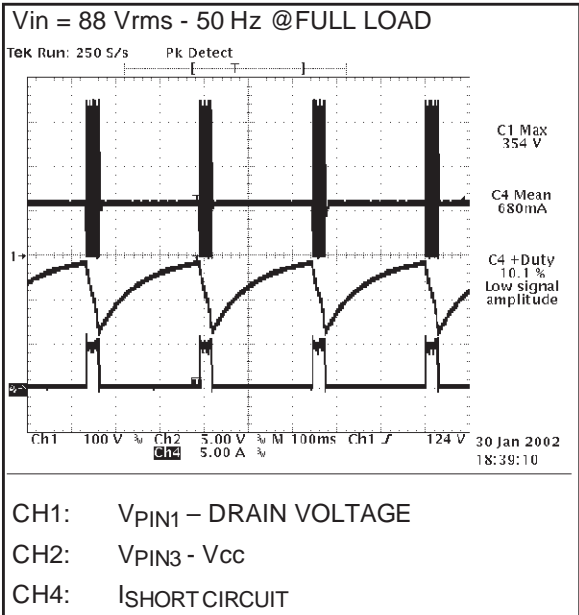 Vin = 88 Vrms - 50 Hz @FULL LOAD
Tek Run: 250 S/s Pk Detect
T
C1 Max
354 V
C4 Mean
680mA
1→
C4 +Duty
10.1 %
Low signal
amplitude
Ch1 100 V Ch2 5.00 V M 100ms Ch1 124 V
Ch4 5.00 A
30 Jan 2002
18:39:10
CH1: VPIN1 – DRAIN VOLTAGE
CH2: VPIN3 - Vcc
CH4: ISHORT CIRCUIT